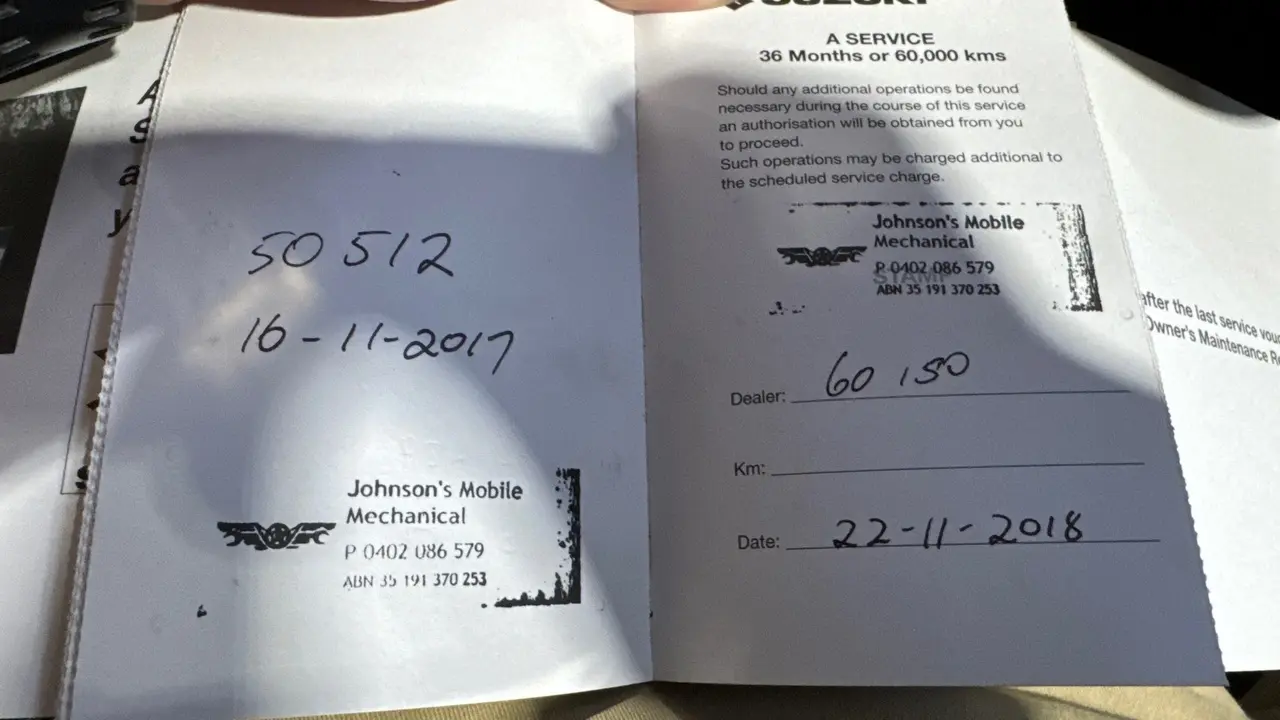 50 512
16-11-2017
Johnson's Mobile
Mechanical
P 0402 086 579
ABN 35 191 370 253
SUZUKI
A SERVICE
36 Months or 60,000 kms
Should any additional operations be found
necessary during the course of this service
an authorisation will be obtained from you
to proceed.
Such operations may be charged additional to
the scheduled service charge.
Johnson's Mobile
Mechanical
P 0402 086 579
STAMP
ABN 35 191 370 253
Dealer: 60 150
Km:
Date: 22-11-2018
after the last service
Owner's Maintenance